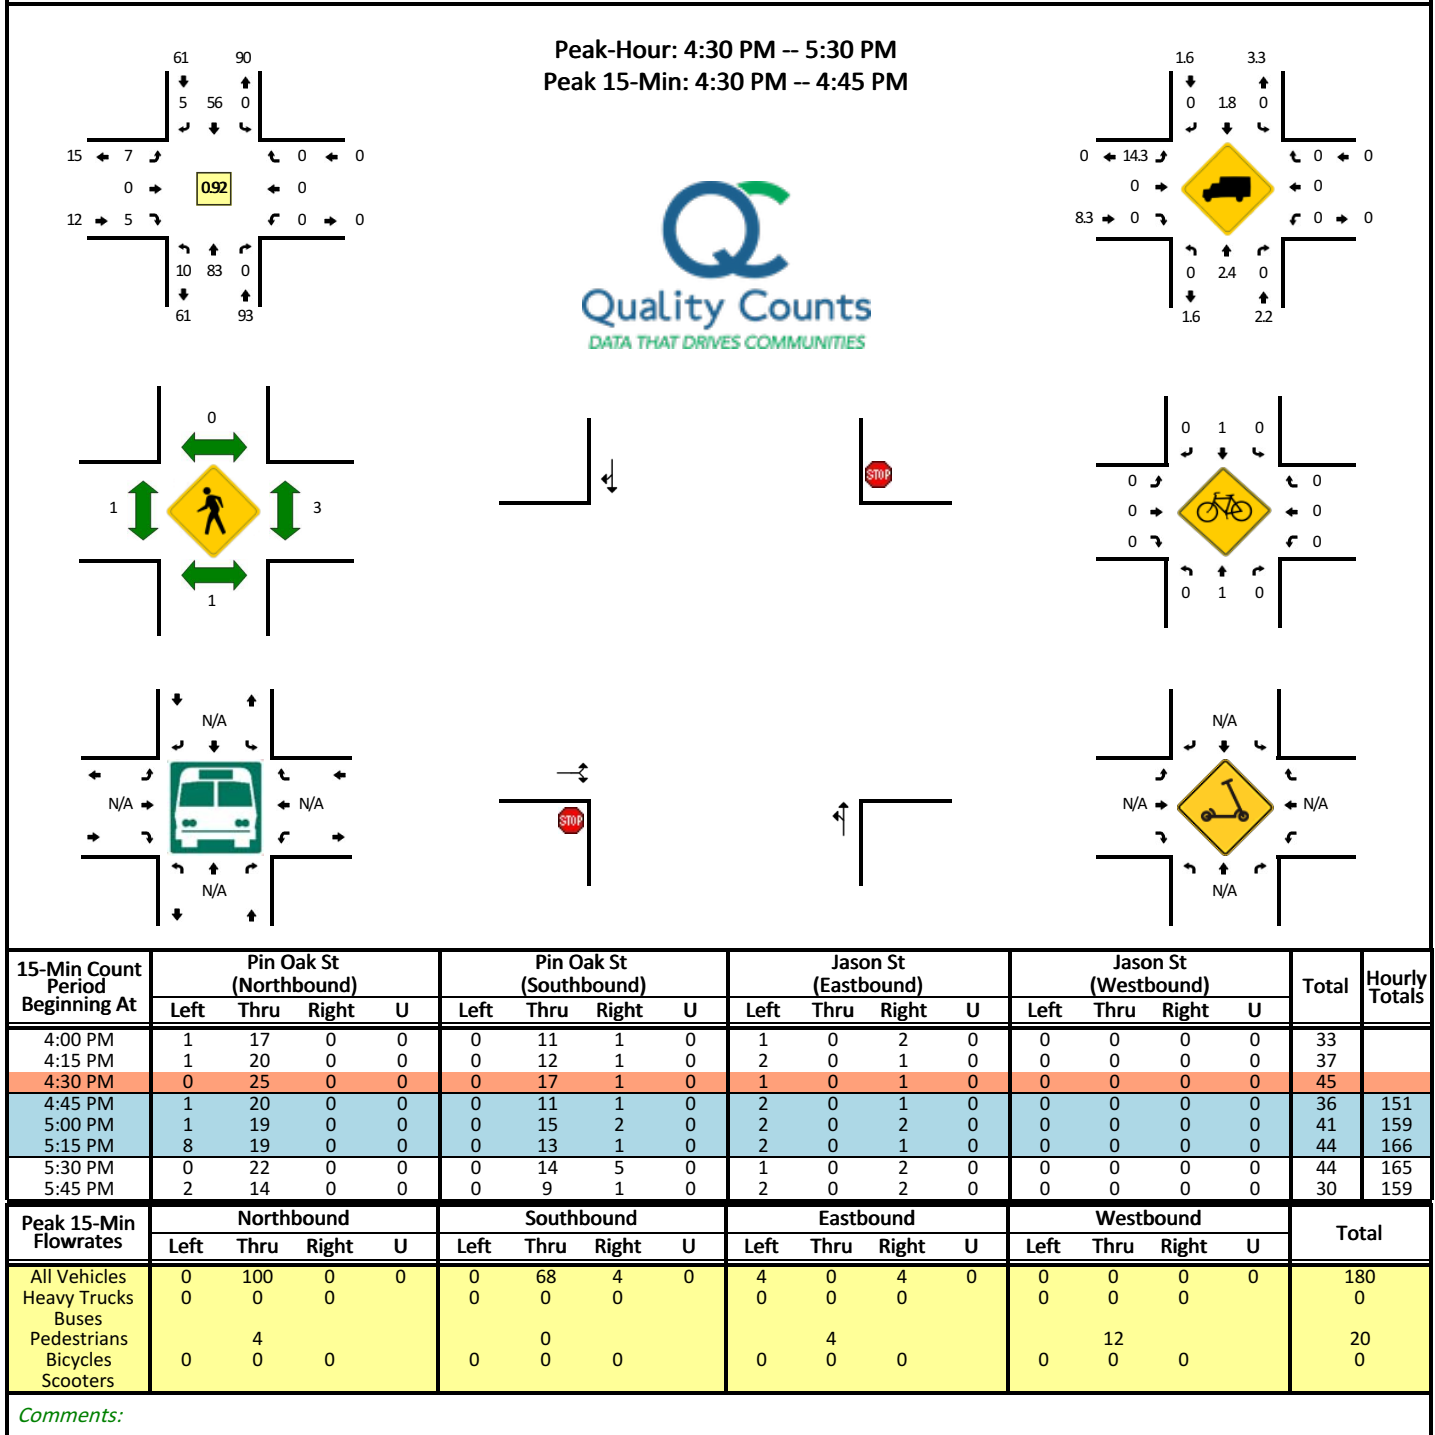 Peak-Hour: 4:30 PM -- 5:30 PM
Peak 15-Min: 4:30 PM -- 4:45 PM
61 90
5 56 0
15 7 0 0
0 0.92 0
12 5 0 0
10 83 0
61 93
Quality Counts
DATA THAT DRIVES COMMUNITIES
1.6 3.3
0 1.8 0
0 14.3 0 0
0 0
8.3 0 0 0
0 2.4 0
1.6 2.2
0
1 3
1
STOP
0 1 0
0 0
0 0
0 0
0 1 0
N/A
N/A N/A
N/A
STOP
N/A
N/A N/A
N/A
15-Min Count Period Beginning At Pin Oak St (Northbound) Pin Oak St (Southbound) Jason St (Eastbound) Jason St (Westbound) Total Hourly Totals
Left Thru Right U Left Thru Right U Left Thru Right U Left Thru Right U
4:00 PM 1 17 0 0 0 11 1 0 1 0 2 0 0 0 0 0 33
4:15 PM 1 20 0 0 0 12 1 0 2 0 1 0 0 0 0 0 37
4:30 PM 0 25 0 0 0 17 1 0 1 0 1 0 0 0 0 0 45
4:45 PM 1 20 0 0 0 11 1 0 2 0 1 0 0 0 0 0 36 151
5:00 PM 1 19 0 0 0 15 2 0 2 0 2 0 0 0 0 0 41 159
5:15 PM 8 19 0 0 0 13 1 0 2 0 1 0 0 0 0 0 44 166
5:30 PM 0 22 0 0 0 14 5 0 1 0 2 0 0 0 0 0 44 165
5:45 PM 2 14 0 0 0 9 1 0 2 0 2 0 0 0 0 0 30 159
Peak 15-Min Flowrates Northbound Southbound Eastbound Westbound Total
Left Thru Right U Left Thru Right U Left Thru Right U Left Thru Right U
All Vehicles 0 100 0 0 0 68 4 0 4 0 4 0 0 0 0 0 180
Heavy Trucks 0 0 0 0 0 0 0 0 0 0 0 0 0
Buses
Pedestrians 4 0 4 12 20
Bicycles 0 0 0 0 0 0 0 0 0 0 0 0 0
Scooters
Comments: